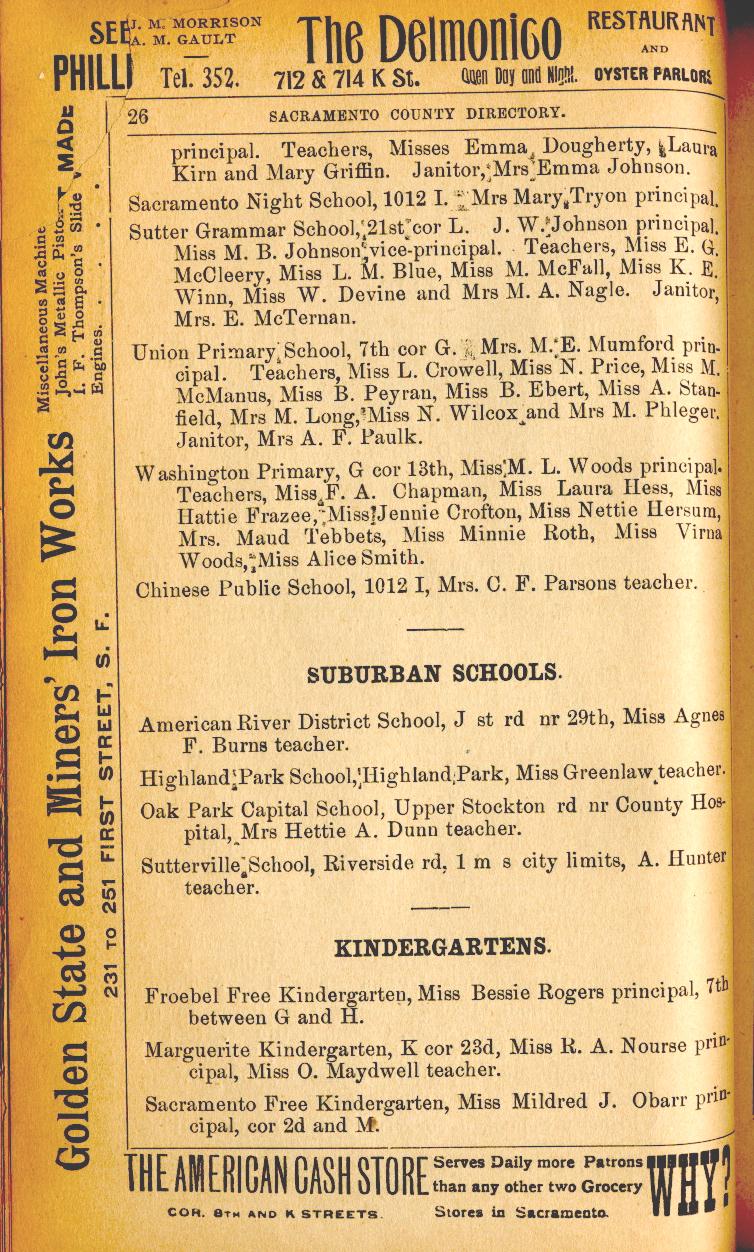 SEE
PHILLI
J. M. MORRISON
A. M. GAULT
Tel. 352.
The Delmonico
712 & 714 K St.
Open Day and Night.
RESTAURANT
AND
OYSTER PARLORS
26 SACRAMENTO COUNTY DIRECTORY.
principal. Teachers, Misses Emma Dougherty, Laura
Kirn and Mary Griffin. Janitor, Mrs Emma Johnson.
Sacramento Night School, 1012 I. Mrs Mary Tryon principal.
Sutter Grammar School, 21st cor L. J. W. Johnson principal.
Miss M. B. Johnson vice-principal. Teachers, Miss E. G.
McCleery, Miss L. M. Blue, Miss M. McFall, Miss K. E.
Winn, Miss W. Devine and Mrs M. A. Nagle. Janitor,
Mrs. E. McTernan.
Union Primary School, 7th cor G. Mrs. M. E. Mumford prin-
cipal. Teachers, Miss L. Crowell, Miss N. Price, Miss M.
McManus, Miss B. Peyran, Miss B. Ebert, Miss A. Stan-
field, Mrs M. Long, Miss N. Wilcox and Mrs M. Phleger.
Janitor, Mrs A. F. Paulk.
Washington Primary, G cor 13th, Miss M. L. Woods principal.
Teachers, Miss F. A. Chapman, Miss Laura Hess, Miss
Hattie Frazee, Miss Jennie Crofton, Miss Nettie Hersum,
Mrs. Maud Tebbets, Miss Minnie Roth, Miss Virna
Woods, Miss Alice Smith.
Chinese Public School, 1012 I, Mrs. C. F. Parsons teacher.
SUBURBAN SCHOOLS.
American River District School, J st rd nr 29th, Miss Agnes
F. Burns teacher.
Highland Park School, Highland Park, Miss Greenlaw teacher.
Oak Park Capital School, Upper Stockton rd nr County Hos-
pital, Mrs Hettie A. Dunn teacher.
Sutterville School, Riverside rd, 1 m s city limits, A. Hunter
teacher.
KINDERGARTENS.
Froebel Free Kindergarten, Miss Bessie Rogers principal, 7th
between G and H.
Marguerite Kindergarten, K cor 23d, Miss R. A. Nourse prin-
cipal, Miss O. Maydwell teacher.
Sacramento Free Kindergarten, Miss Mildred J. Obarr prin-
cipal, cor 2d and M.
Golden State and Miners' Iron Works
231 TO 251 FIRST STREET, S. F.
Miscellaneous Machine
John's Metallic Piston
I. F. Thompson's Slide
Engines. . . . .
MADE
THE AMERICAN CASH STORE
COR. 8TH AND K STREETS.
Serves Daily more Patrons
than any other two Grocery
Stores in Sacramento.
WHY?